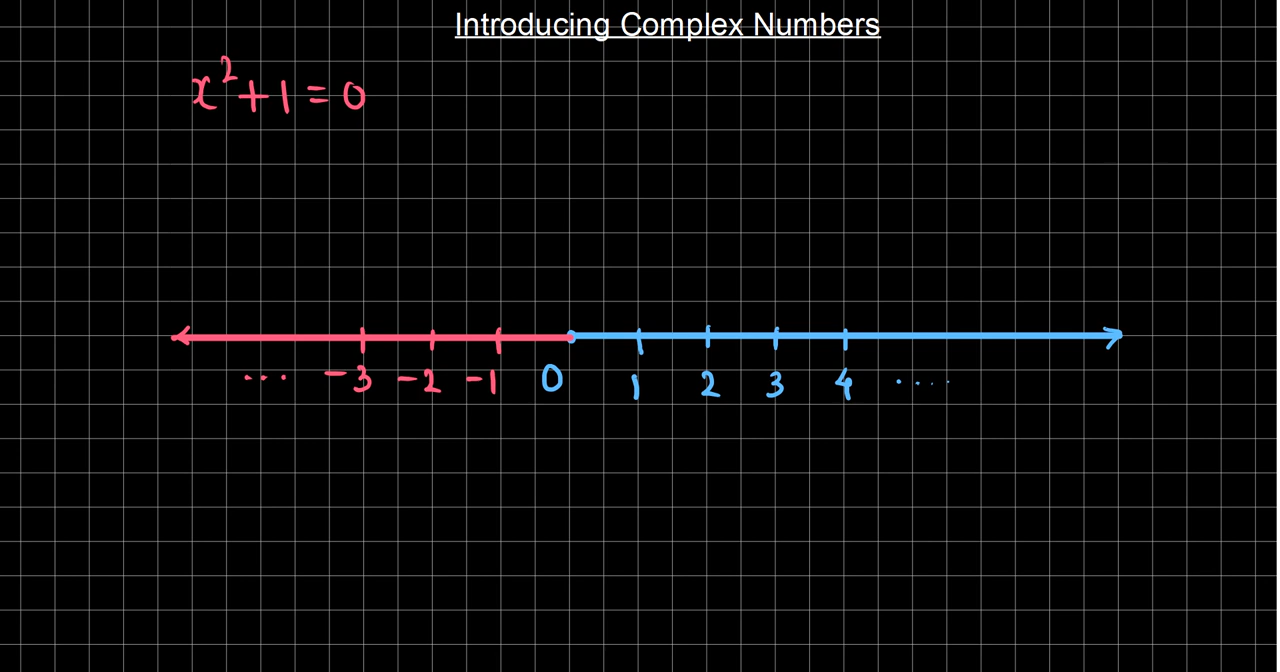 Introducing Complex Numbers
x²+1=0
... -3 -2 -1 0 1 2 3 4 ....